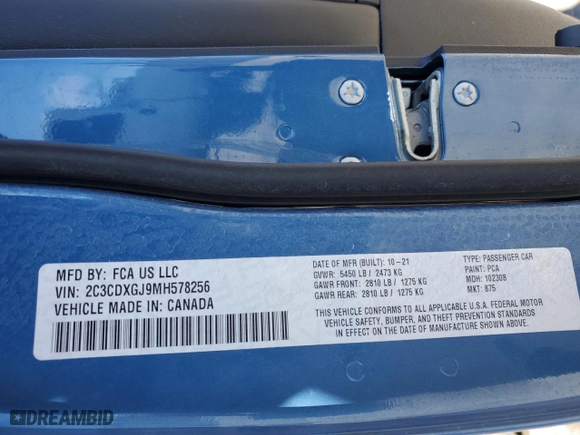 MFD BY: FCA US LLC
VIN: 2C3CDXGJ9MH578256
VEHICLE MADE IN: CANADA
DATE OF MFR (BUILT): 10-21
GVWR: 5450 LB / 2473 KG
GAWR FRONT: 2810 LB / 1275 KG
GAWR REAR: 2810 LB / 1275 KG
TYPE: PASSENGER CAR
PAINT: PCA
MDH: 102308
MKT: 875
THIS VEHICLE CONFORMS TO ALL APPLICABLE U.S.A. FEDERAL MOTOR
VEHICLE SAFETY, BUMPER, AND THEFT PREVENTION STANDARDS
IN EFFECT ON THE DATE OF MANUFACTURE SHOWN ABOVE.
DREAMBID